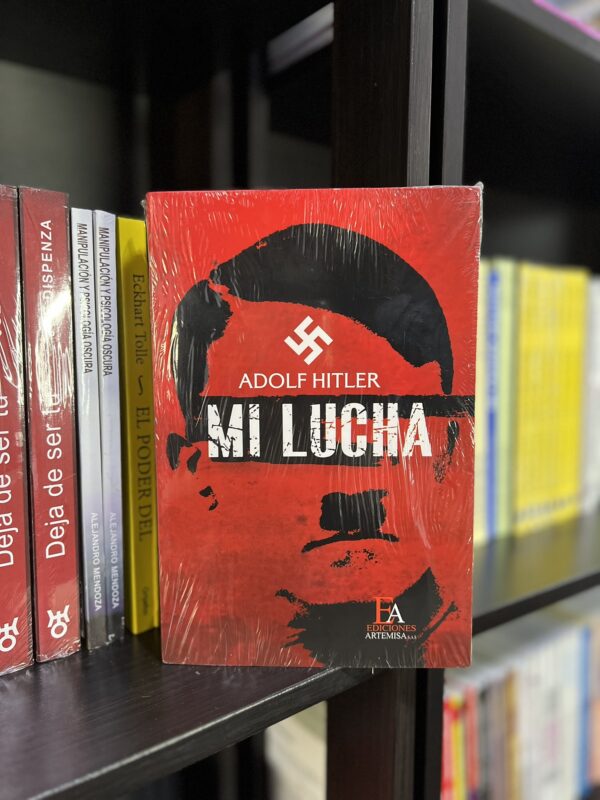 ADOLF HITLER
MI LUCHA
EA
EDICIONES
ARTEMISA S.A.S
Deja de ser tú
Deja de ser tú
DISPENZA
MANIPULACIÓN Y PSICOLOGÍA OSCURA
ALEJANDRO MENDOZA
MANIPULACIÓN Y PSICOLOGÍA OSCURA
ALEJANDRO MENDOZA
Eckhart Tolle
EL PODER DEL